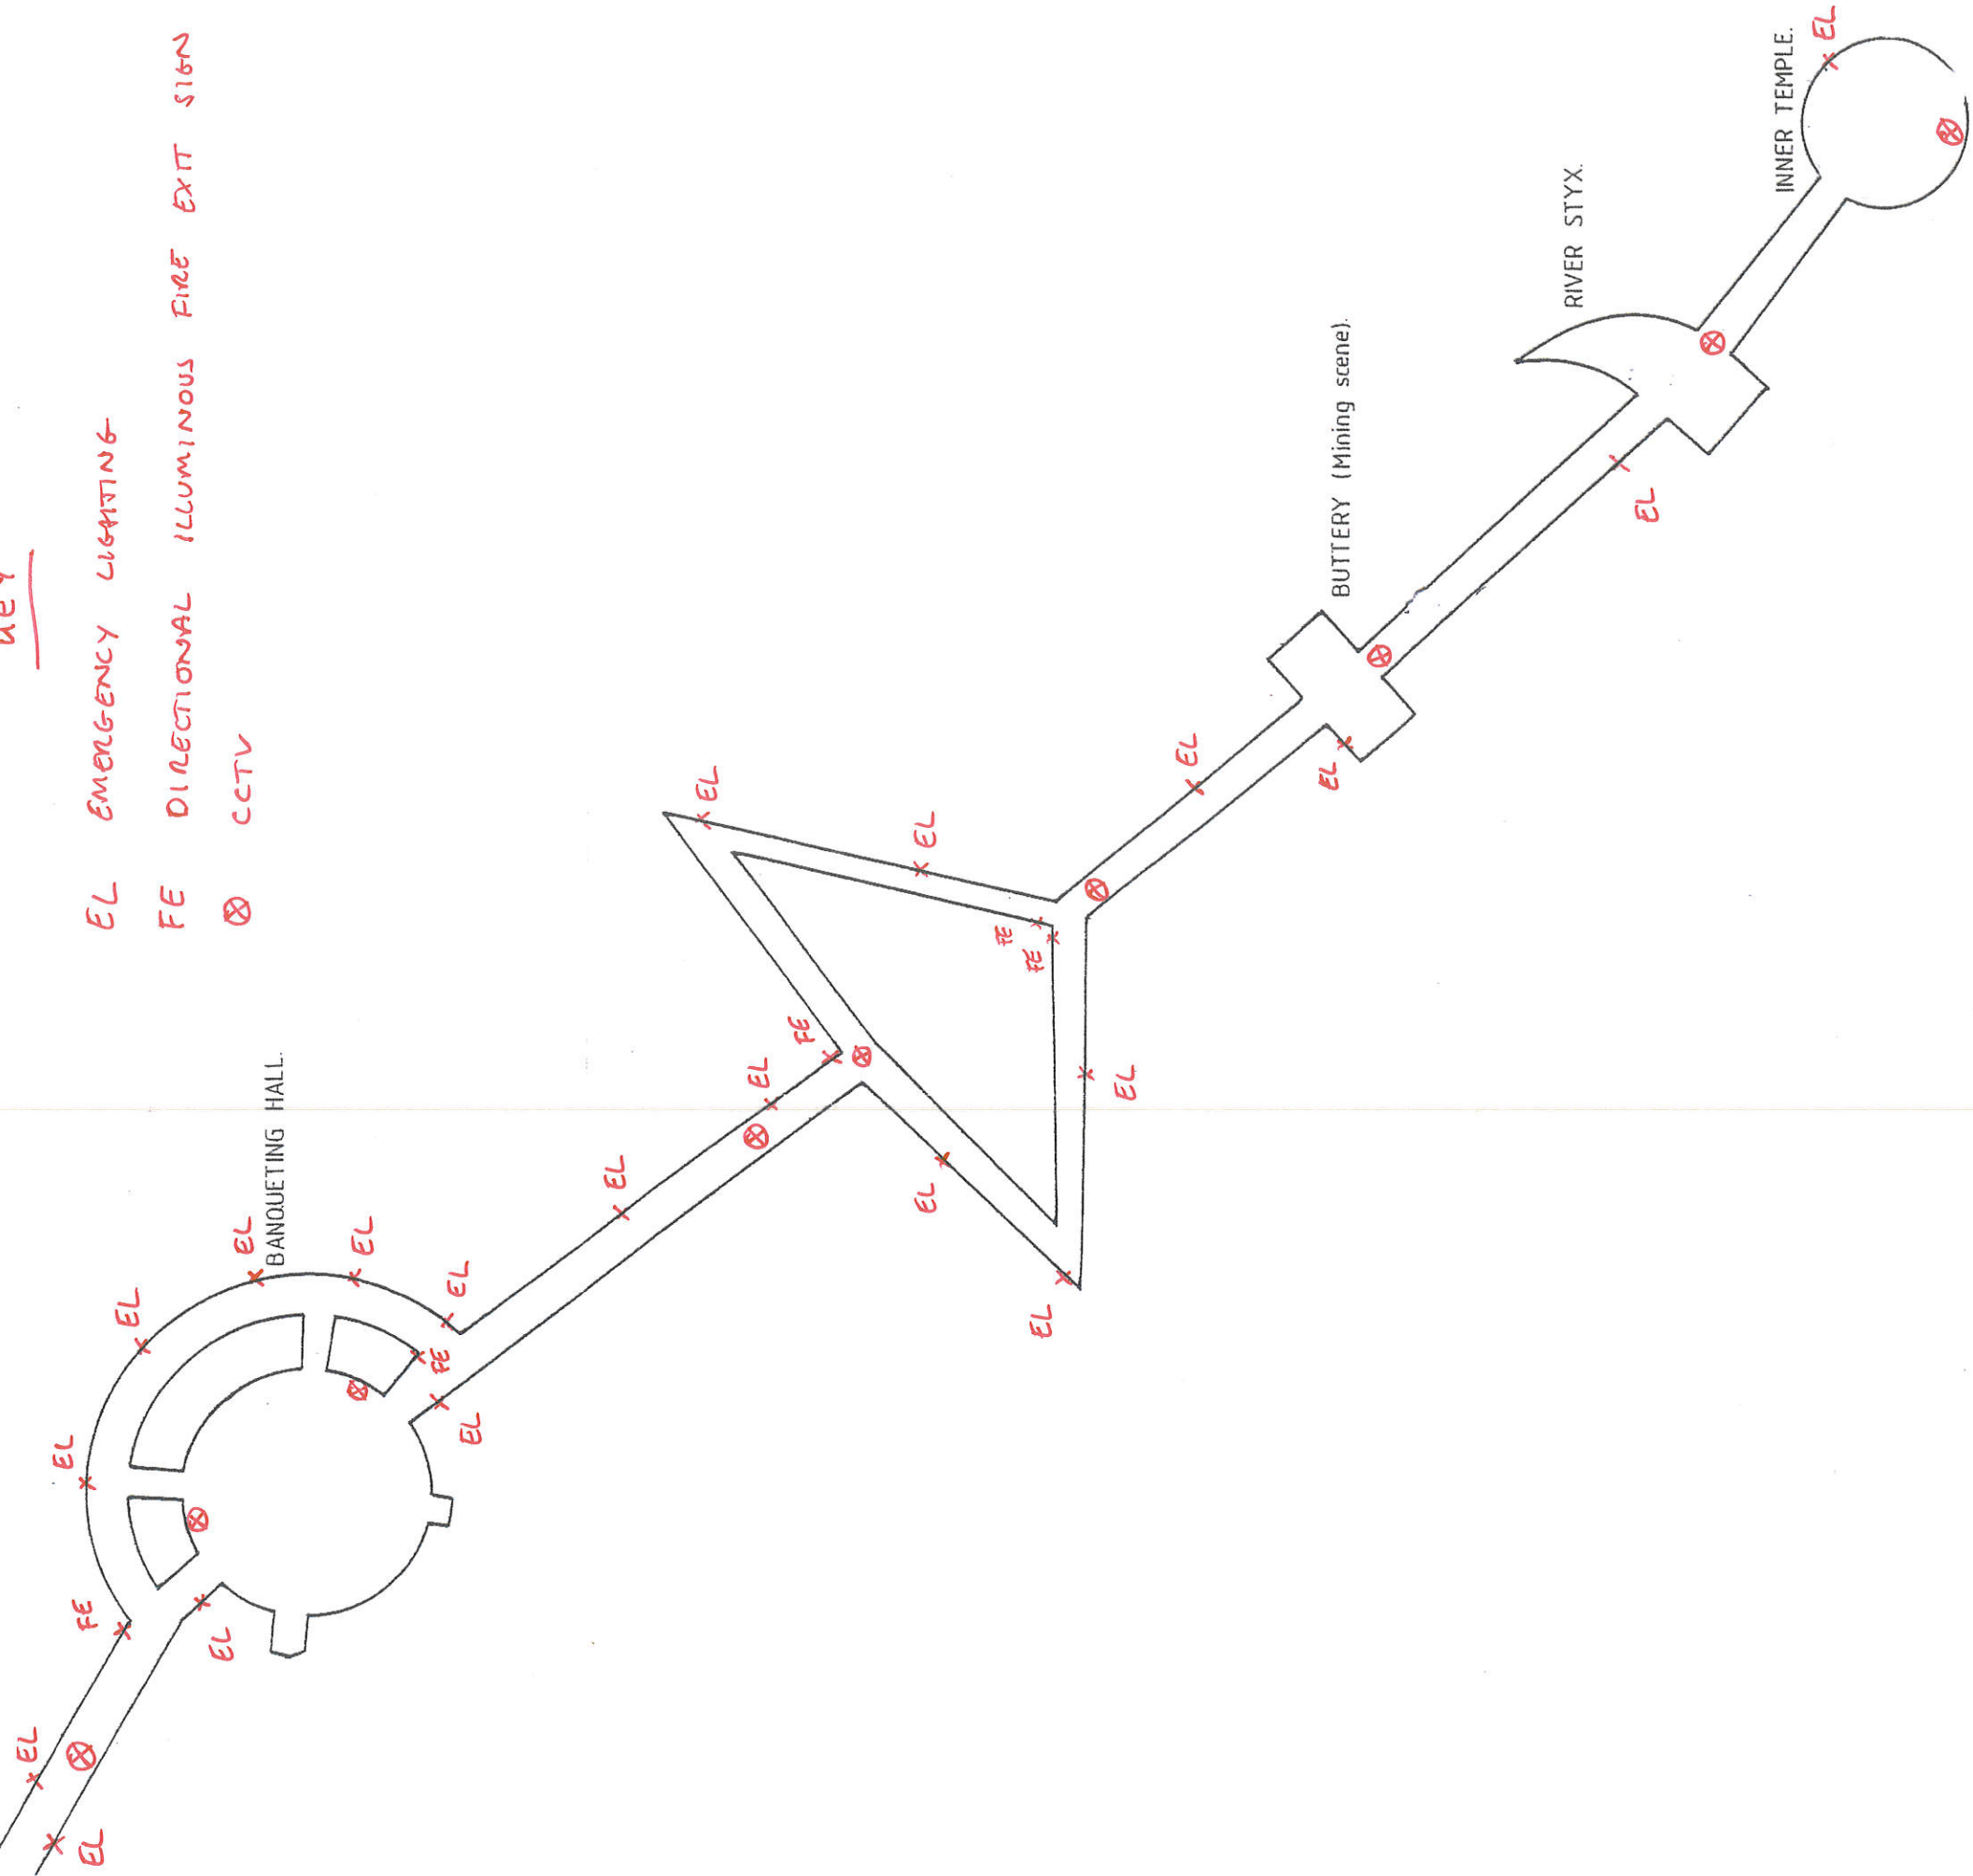 KEY
EL EMERGENCY LIGHTING
FE DIRECTIONAL ILLUMINOUS FIRE EXIT SIGN
⊗ CCTV
EL
EL
FE
EL
EL
EL
EL
BANQUETING HALL.
EL
EL
FE
EL
EL
EL
FE
EL
EL
EL
EL
EL
FE
FE
EL
EL
BUTTERY (Mining scene).
EL
RIVER STYX.
INNER TEMPLE.
EL